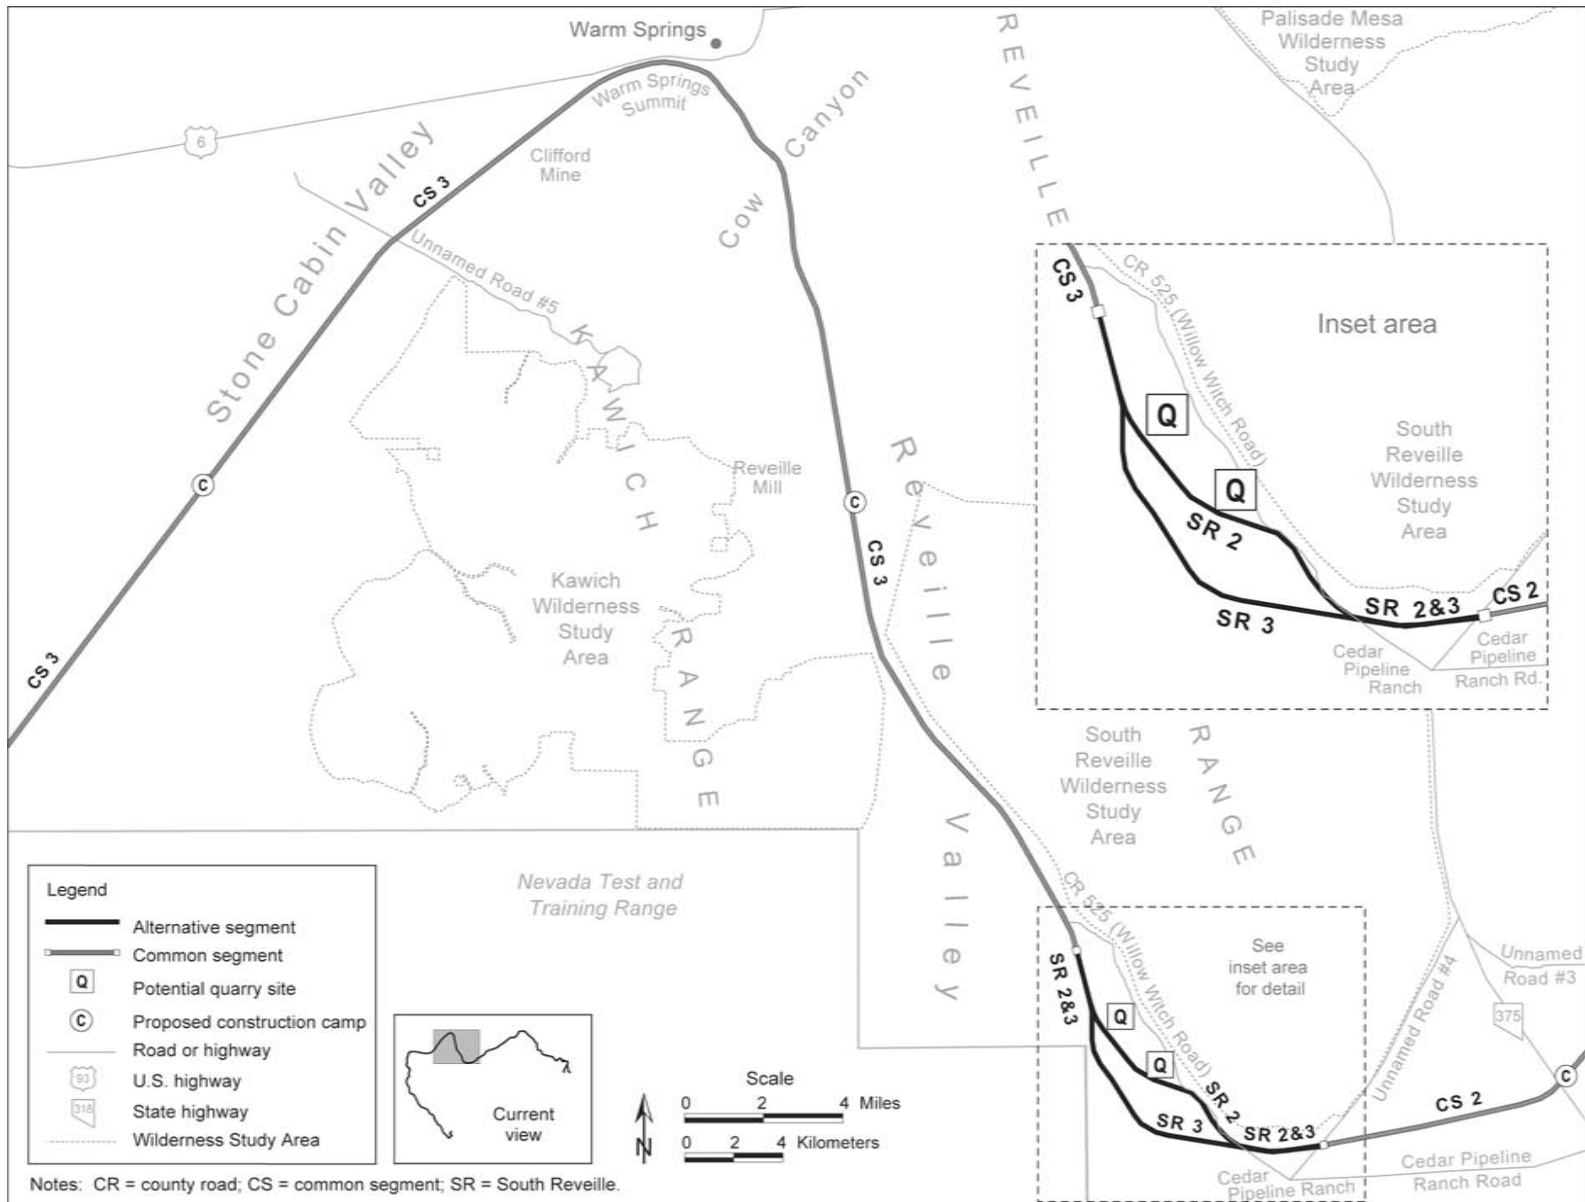 Warm Springs
Warm Springs
Summit
6
Clifford
Mine
Stone Cabin Valley
CS 3
Unnamed Road #5
Cow Canyon
REVEILLE
Palisade Mesa
Wilderness
Study
Area
CS 3
CR 525 (Willow Witch Road)
Inset area
Q
Q
South
Reveille
Wilderness
Study
Area
SR 2
SR 3
SR 2&3
CS 2
Cedar
Pipeline
Ranch
Cedar
Pipeline
Ranch Rd.
KAWICH
RANGE
Reveille
Mill
C
C
CS 3
CS 3
Kawich
Wilderness
Study
Area
Reveille
Valley
South
Reveille
Wilderness
Study
Area
RANGE
Nevada Test and
Training Range
CR 525 (Willow Witch Road)
See
inset area
for detail
SR 2&3
Q
Q
SR 2
SR 3
SR 2&3
Unnamed Road #4
Unnamed
Road #3
375
C
CS 2
Cedar
Pipeline Ranch
Cedar Pipeline
Ranch Road
Legend
Alternative segment
Common segment
Q Potential quarry site
C Proposed construction camp
Road or highway
93 U.S. highway
318 State highway
Wilderness Study Area
Current
view
N
Scale
0 2 4 Miles
0 2 4 Kilometers
Notes: CR = county road; CS = common segment; SR = South Reveille.